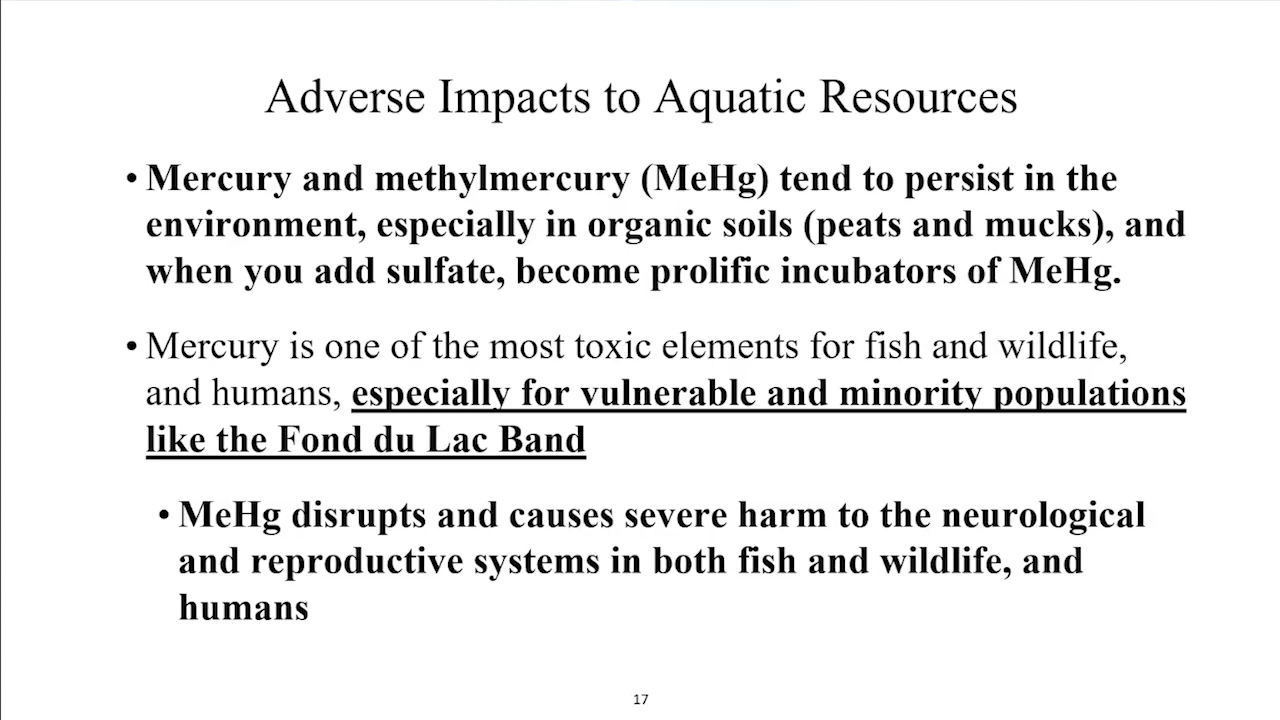 Adverse Impacts to Aquatic Resources
• Mercury and methylmercury (MeHg) tend to persist in the
environment, especially in organic soils (peats and mucks), and
when you add sulfate, become prolific incubators of MeHg.
• Mercury is one of the most toxic elements for fish and wildlife,
and humans, especially for vulnerable and minority populations
like the Fond du Lac Band
• MeHg disrupts and causes severe harm to the neurological
and reproductive systems in both fish and wildlife, and
humans
17